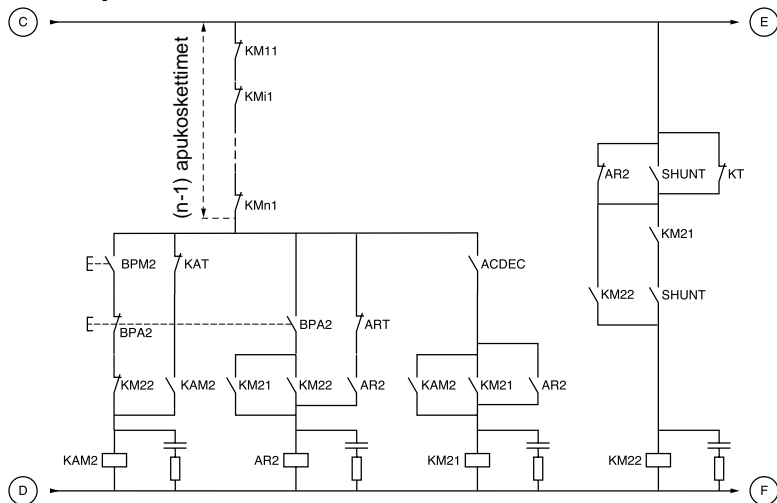 C
E
KM11
KMi1
(n-1) apukoskettimet
AR2 SHUNT KT
KMn1
KM21
BPM2 KAT ACDEC
KM22 SHUNT
BPA2 BPA2 ART
KM22 KAM2 KM21 KM22 AR2 KAM2 KM21 AR2
KAM2 AR2 KM21 KM22
D
F